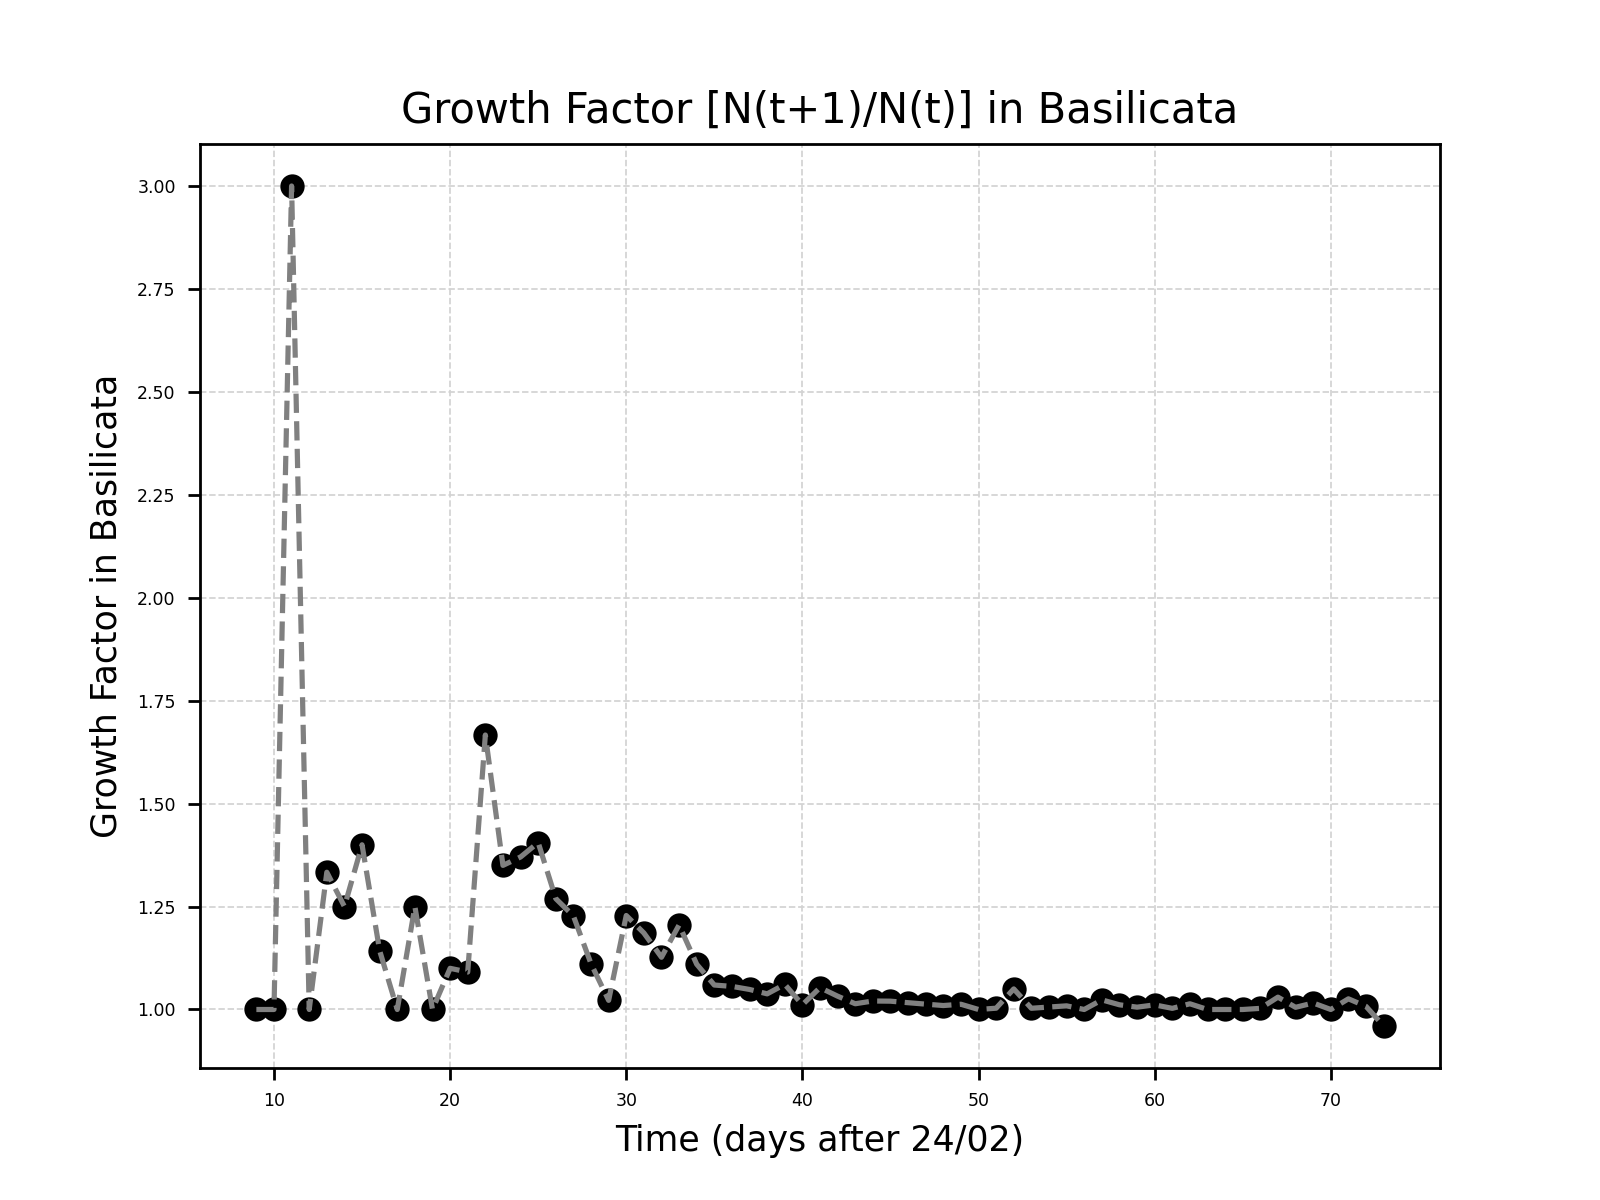 Growth Factor [N(t+1)/N(t)] in Basilicata
Growth Factor in Basilicata
3.00
2.75
2.50
2.25
2.00
1.75
1.50
1.25
1.00
10 20 30 40 50 60 70
Time (days after 24/02)